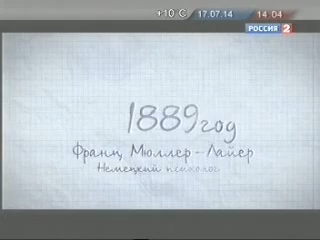 +10 C 17.07.14 14:04
РОССИЯ 2
1889 год
Франц Мюллер-Лайер
Немецкий психолог